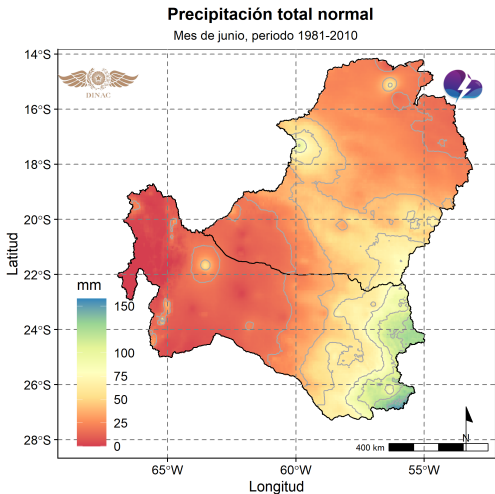 Precipitación total normal
Mes de junio, periodo 1981-2010
14°S
16°S
18°S
20°S
22°S
24°S
26°S
28°S
Latitud
DINAC
mm
150
100
75
50
25
0
400 km
N
65°W
60°W
55°W
Longitud